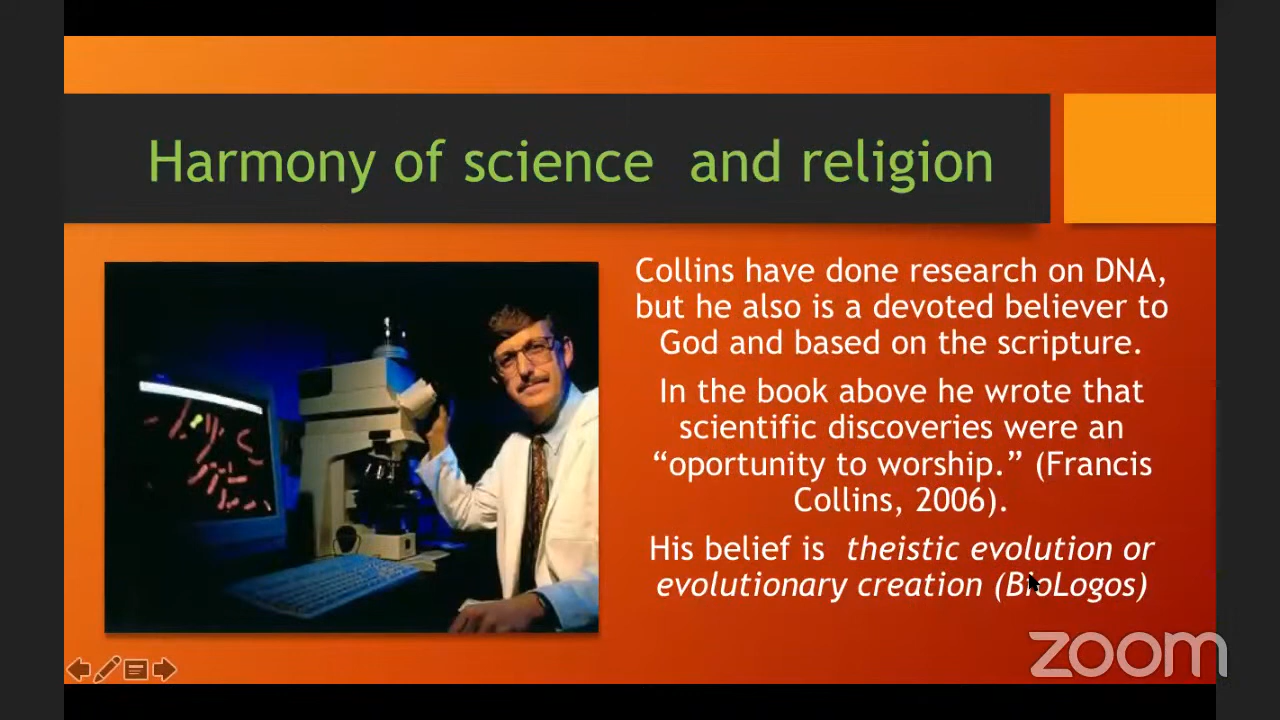 Harmony of science and religion
Collins have done research on DNA,
but he also is a devoted believer to
God and based on the scripture.
In the book above he wrote that
scientific discoveries were an
“oportunity to worship.” (Francis
Collins, 2006).
His belief is theistic evolution or
evolutionary creation (BioLogos)
zoom